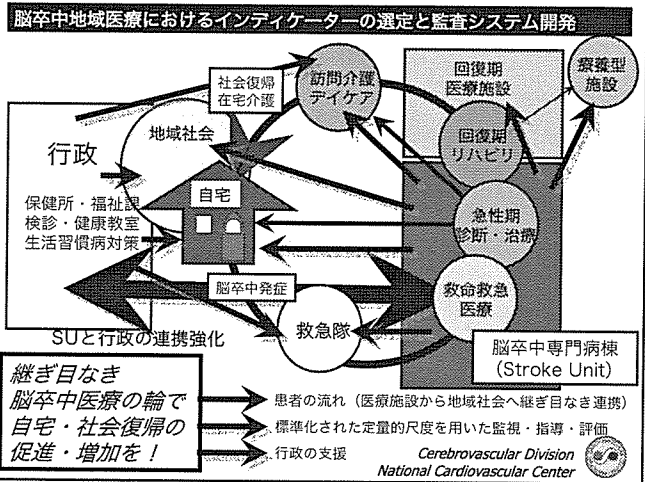 脳卒中地域医療におけるインディケーターの選定と監査システム開発
社会復帰
在宅介護
訪問介護
デイケア
回復期
医療施設
療養型
施設
地域社会
回復期
リハビリ
行政
自宅
保健所・福祉課
検診・健康教室
生活習慣病対策
急性期
診断・治療
脳卒中発症
救命救急
医療
救急隊
SUと行政の連携強化
脳卒中専門病棟
(Stroke Unit)
継ぎ目なき
脳卒中医療の輪で
自宅・社会復帰の
促進・増加を!
患者の流れ(医療施設から地域社会へ継ぎ目なき連携)
標準化された定量的尺度を用いた監視・指導・評価
行政の支援
Cerebrovascular Division
National Cardiovascular Center